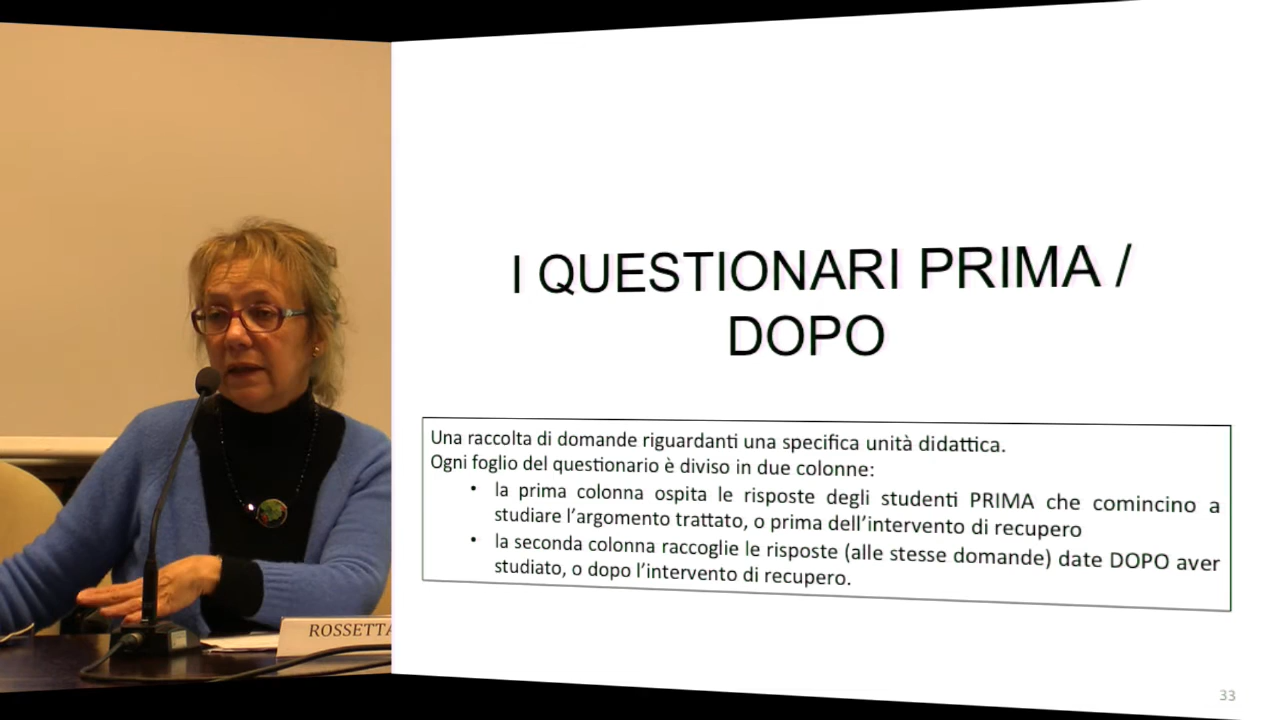 I QUESTIONARI PRIMA /
DOPO
Una raccolta di domande riguardanti una specifica unità didattica.
Ogni foglio del questionario è diviso in due colonne:
• la prima colonna ospita le risposte degli studenti PRIMA che comincino a
studiare l'argomento trattato, o prima dell'intervento di recupero
• la seconda colonna raccoglie le risposte (alle stesse domande) date DOPO aver
studiato, o dopo l'intervento di recupero.
ROSSETTA
33